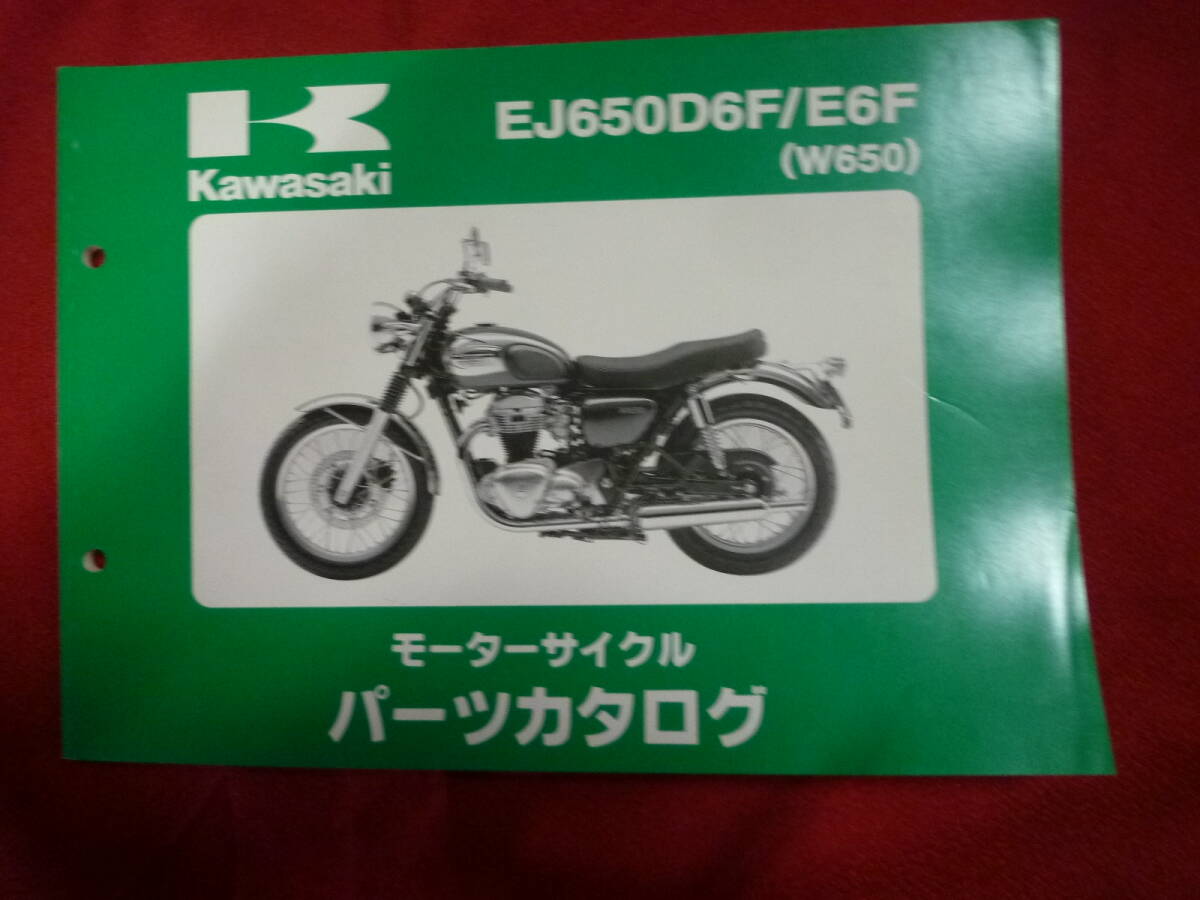 Kawasaki
EJ650D6F/E6F
(W650)
モーターサイクル
パーツカタログ